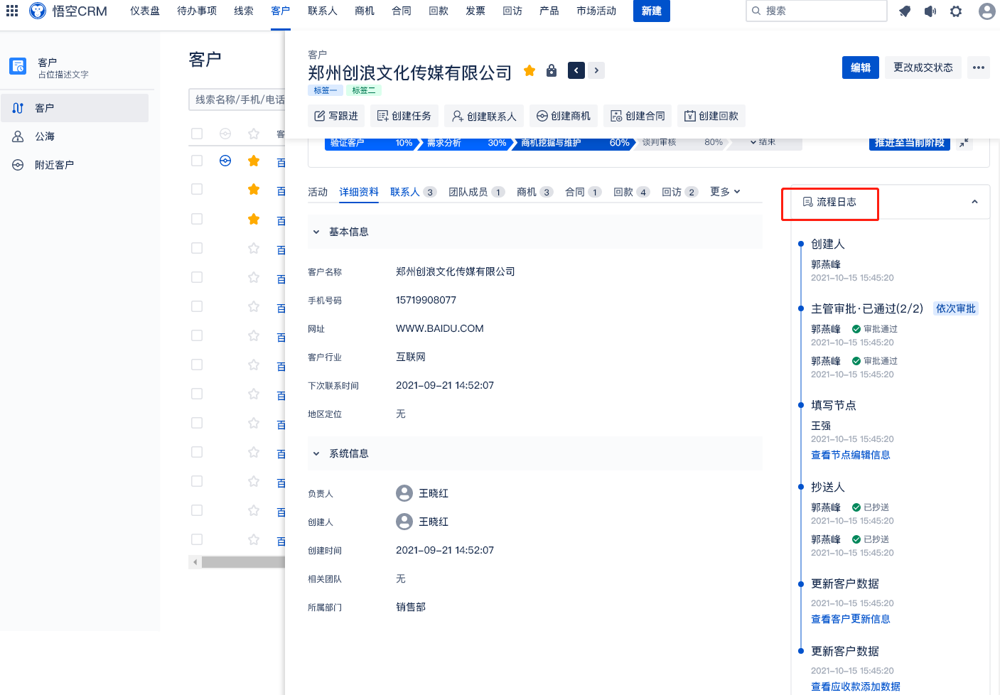 悟空CRM
仪表盘
待办事项
线索
客户
联系人
商机
合同
回款
发票
回访
产品
市场活动
新建
搜索
客户
占位描述文字
客户
公海
附近客户
客户
线索名称/手机/电话
客
百
百
百
百
百
百
百
百
百
百
百
百
百
百
客户
郑州创浪文化传媒有限公司
标签一
标签二
编辑
更改成交状态
写跟进
创建任务
创建联系人
创建商机
创建合同
创建回款
验证客户 10%
需求分析 30%
商机挖掘与维护 60%
谈判审核 80%
结束
推进至当前阶段
活动
详细资料
联系人 3
团队成员 1
商机 3
合同 1
回款 4
回访 2
更多
基本信息
客户名称 郑州创浪文化传媒有限公司
手机号码 15719908077
网址 WWW.BAIDU.COM
客户行业 互联网
下次联系时间 2021-09-21 14:52:07
地区定位 无
系统信息
负责人 王晓红
创建人 王晓红
创建时间 2021-09-21 14:52:07
相关团队 无
所属部门 销售部
流程日志
创建人
郭燕峰
2021-10-15 15:45:20
主管审批·已通过(2/2) 依次审批
郭燕峰 审批通过
2021-10-15 15:45:20
郭燕峰 审批通过
2021-10-15 15:45:20
填写节点
王强
2021-10-15 15:45:20
查看节点编辑信息
抄送人
郭燕峰 已抄送
2021-10-15 15:45:20
郭燕峰 已抄送
2021-10-15 15:45:20
更新客户数据
2021-10-15 15:45:20
查看客户更新信息
更新客户数据
2021-10-15 15:45:20
查看应收款添加数据